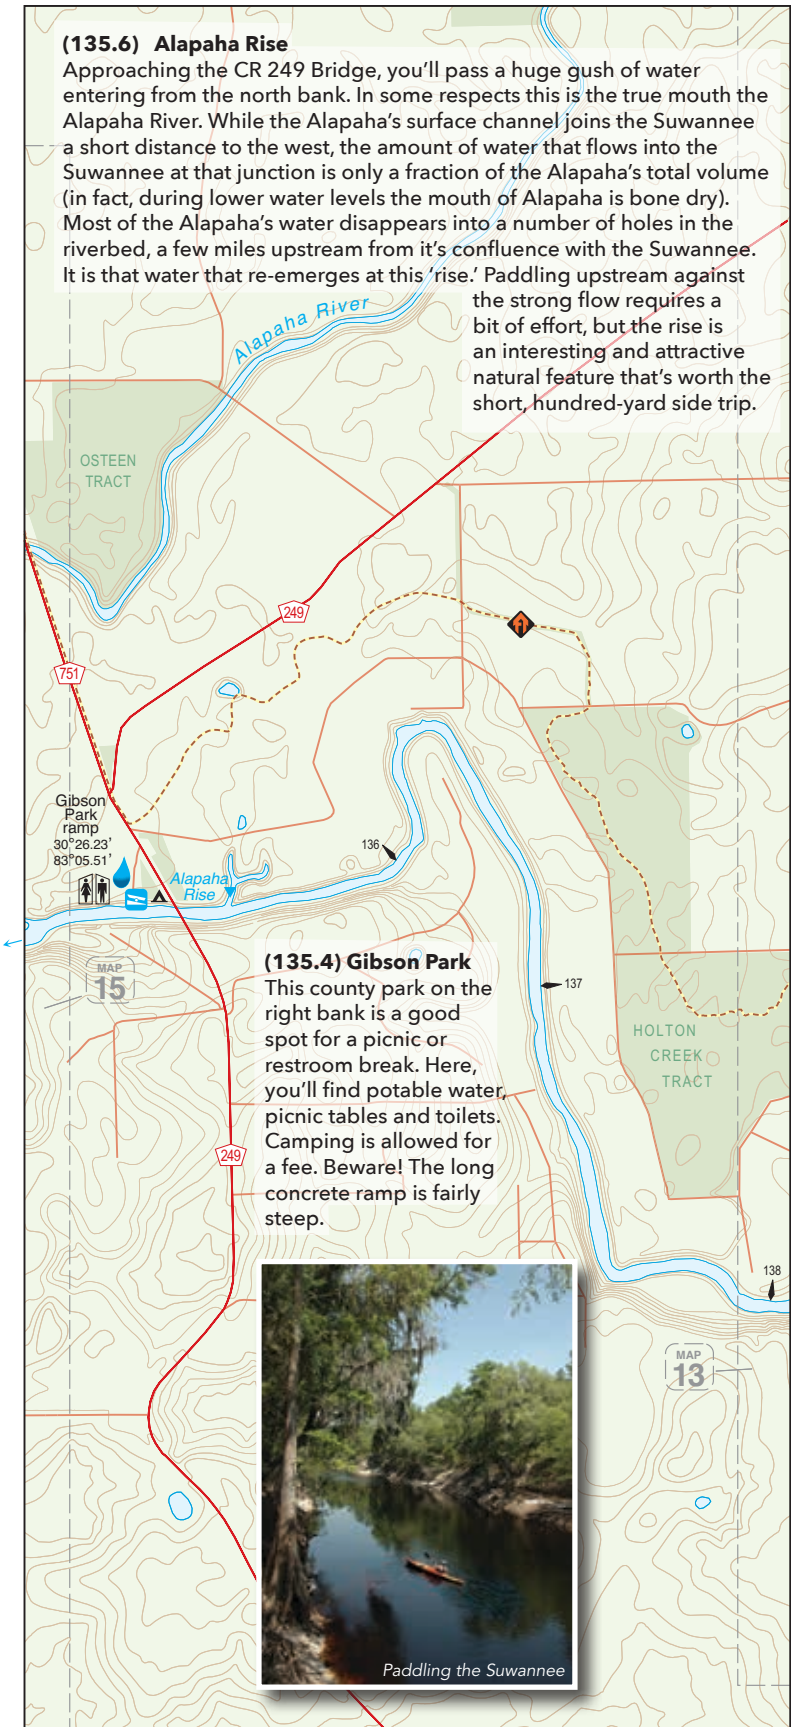 (135.6) Alapaha Rise
Approaching the CR 249 Bridge, you'll pass a huge gush of water
entering from the north bank. In some respects this is the true mouth the
Alapaha River. While the Alapaha's surface channel joins the Suwannee
a short distance to the west, the amount of water that flows into the
Suwannee at that junction is only a fraction of the Alapaha's total volume
(in fact, during lower water levels the mouth of Alapaha is bone dry).
Most of the Alapaha's water disappears into a number of holes in the
riverbed, a few miles upstream from it's confluence with the Suwannee.
It is that water that re-emerges at this 'rise.' Paddling upstream against
the strong flow requires a
bit of effort, but the rise is
an interesting and attractive
natural feature that's worth the
short, hundred-yard side trip.
Alapaha River
OSTEEN
TRACT
249
751
Gibson
Park
ramp
30°26.23'
83°05.51'
136
Alapaha
Rise
MAP
15
(135.4) Gibson Park
This county park on the
right bank is a good
spot for a picnic or
restroom break. Here,
you'll find potable water,
picnic tables and toilets.
Camping is allowed for
a fee. Beware! The long
concrete ramp is fairly
steep.
137
HOLTON
CREEK
TRACT
249
138
MAP
13
Paddling the Suwannee